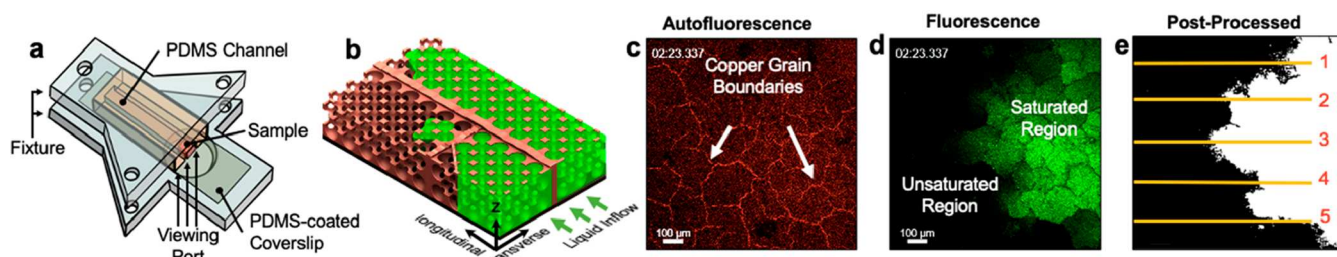 a
PDMS Channel
Sample
Fixture
Viewing
Port
PDMS-coated
Coverslip
b
z
longitudinal
Liquid Inflow
Autofluorescence
c
02:23.337
Copper Grain
Boundaries
100 µm
Fluorescence
d
02:23.337
Saturated
Region
Unsaturated
Region
100 µm
Post-Processed
e
1
2
3
4
5